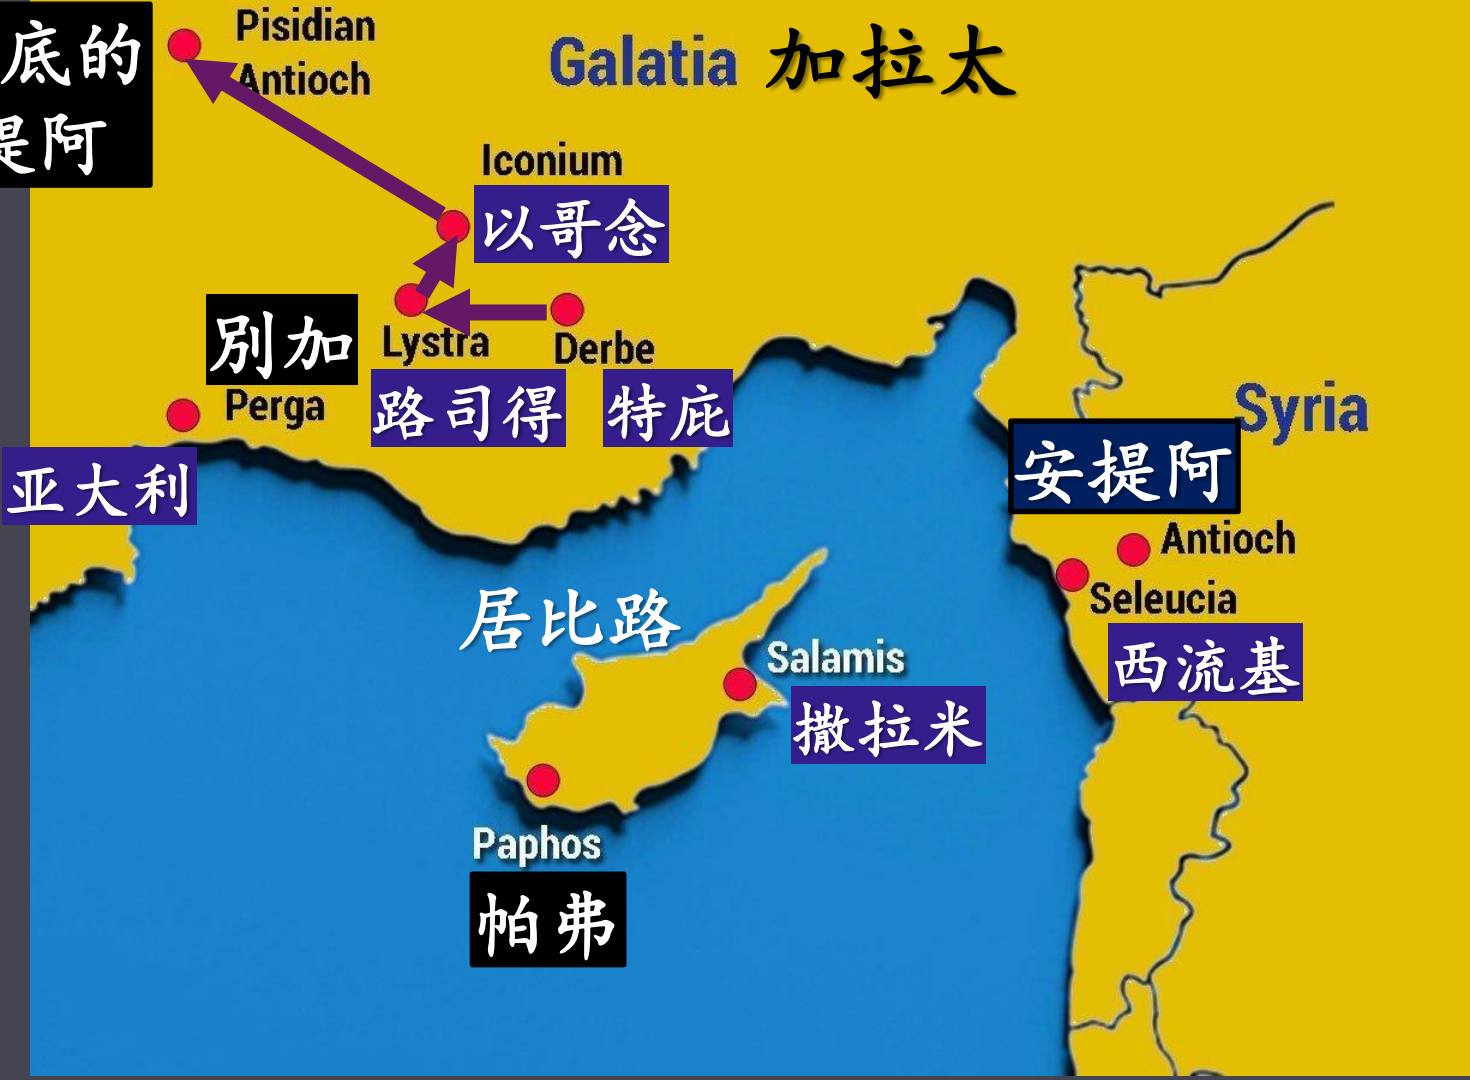 底的
提阿
Pisidian
Antioch
Galatia 加拉太
Iconium
以哥念
別加
Perga
Lystra
路司得
Derbe
特庇
亚大利
Syria
安提阿
Antioch
Seleucia
西流基
居比路
Salamis
撒拉米
Paphos
帕弗